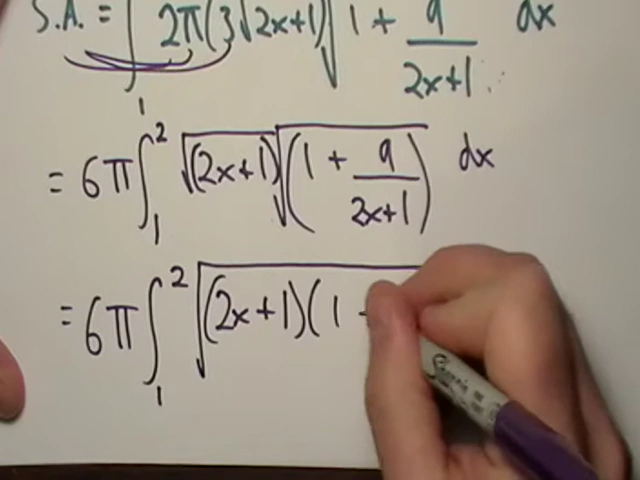 S.A. = ∫₁ 2π(3√2x+1)√1 + 9/2x+1 dx
= 6π∫₁² √(2x+1)√(1 + 9/2x+1) dx
= 6π∫₁² √(2x+1)(1